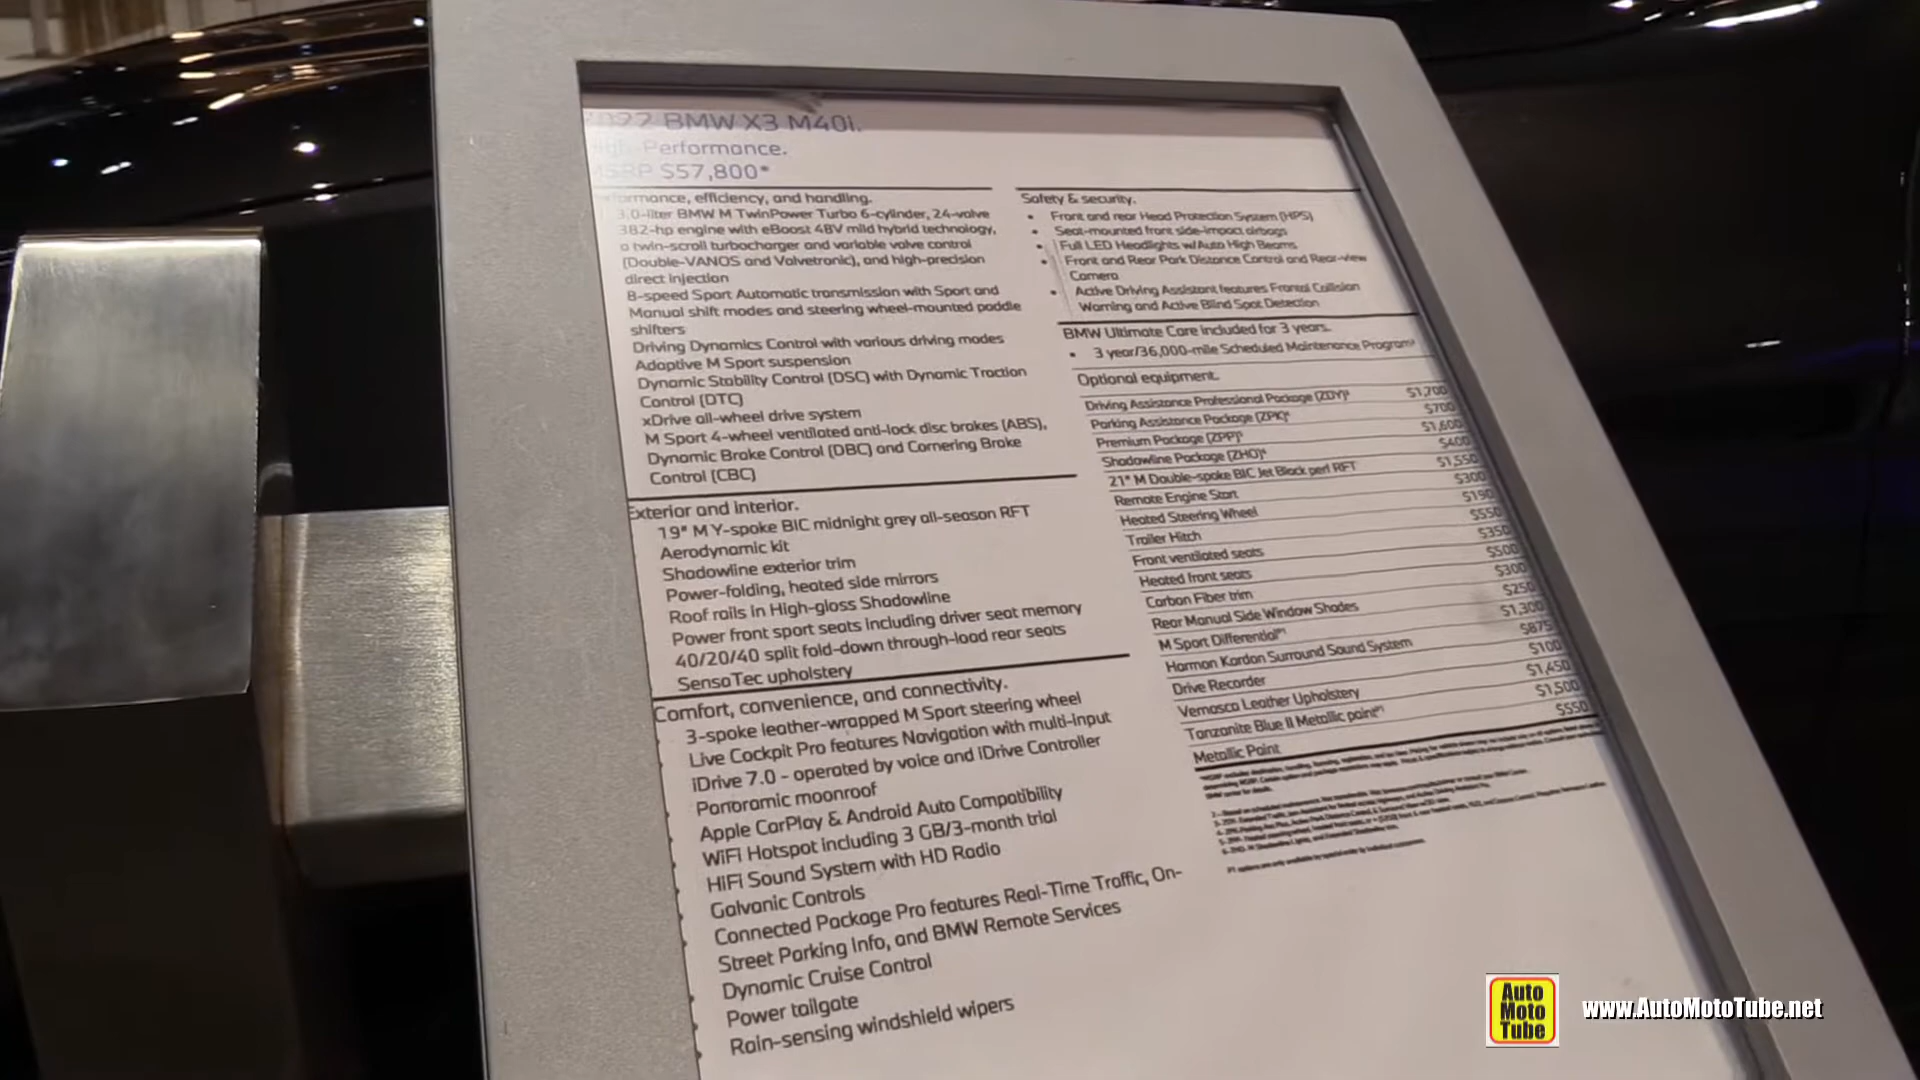 2022 BMW X3 M40i.
Performance.
MSRP $57,800*
Performance, efficiency, and handling.
3.0-liter BMW M TwinPower Turbo 6-cylinder, 24-valve
382-hp engine with eBoost 48V mild hybrid technology,
a twin-scroll turbocharger and variable valve control
(Double-VANOS and Valvetronic), and high-precision
direct injection
8-speed Sport Automatic transmission with Sport and
Manual shift modes and steering wheel-mounted paddle
shifters
Driving Dynamics Control with various driving modes
Adaptive M Sport suspension
Dynamic Stability Control (DSC) with Dynamic Traction
Control (DTC)
xDrive all-wheel drive system
M Sport 4-wheel ventilated anti-lock disc brakes (ABS),
Dynamic Brake Control (DBC) and Cornering Brake
Control (CBC)
Exterior and interior.
19" M Y-spoke BIC midnight grey all-season RFT
Aerodynamic kit
Shadowline exterior trim
Power-folding, heated side mirrors
Roof rails in High-gloss Shadowline
Power front sport seats including driver seat memory
40/20/40 split fold-down through-load rear seats
SensaTec upholstery
Comfort, convenience, and connectivity.
3-spoke leather-wrapped M Sport steering wheel
Live Cockpit Pro features Navigation with multi-input
iDrive 7.0 - operated by voice and iDrive Controller
Panoramic moonroof
Apple CarPlay & Android Auto Compatibility
WiFi Hotspot including 3 GB/3-month trial
HiFi Sound System with HD Radio
Galvanic Controls
Connected Package Pro features Real-Time Traffic, On-
Street Parking Info, and BMW Remote Services
Dynamic Cruise Control
Power tailgate
Rain-sensing windshield wipers
Safety & security.
• Front and rear Head Protection System (HPS)
• Seat-mounted front side-impact airbags
• Full LED Headlights w/Auto High Beams
• Front and Rear Park Distance Control and Rear-view
Camera
• Active Driving Assistant features Frontal Collision
Warning and Active Blind Spot Detection
BMW Ultimate Care included for 3 years.
• 3 year/36,000-mile Scheduled Maintenance Program²
Optional equipment.
Driving Assistance Professional Package (ZDY)³ $1,700
Parking Assistance Package (ZPK)⁴ $700
Premium Package (ZPP)⁵ $1,600
Shadowline Package (ZHO)⁶ $400
21" M Double-spoke BIC Jet Black perf RFT $1,550
Remote Engine Start $300
Heated Steering Wheel $190
Trailer Hitch $550
Front ventilated seats $350
Heated front seats $500
Carbon Fiber trim $300
Rear Manual Side Window Shades $250
M Sport Differential $1,300
Harman Kardon Surround Sound System $875
Drive Recorder $100
Vernasca Leather Upholstery $1,450
Tanzanite Blue II Metallic paint $1,500
Metallic Paint $550
Auto
Moto
Tube
www.AutoMotoTube.net